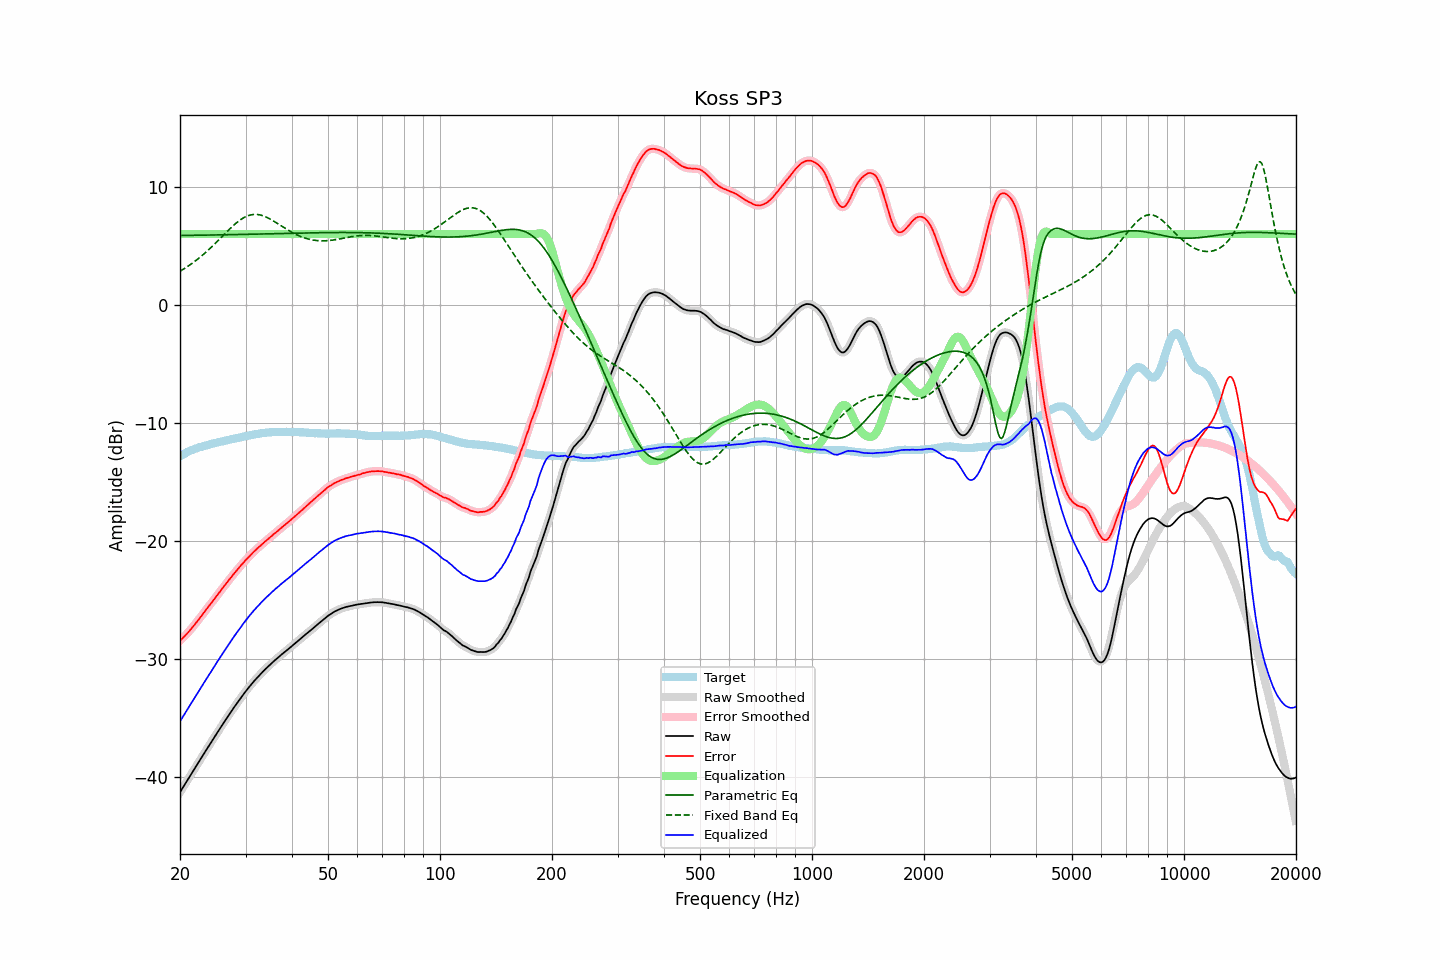 Koss SP3
Amplitude (dBr)
10
0
−10
−20
−30
−40
Target
Raw Smoothed
Error Smoothed
Raw
Error
Equalization
Parametric Eq
Fixed Band Eq
Equalized
20 50 100 200 500 1000 2000 5000 10000 20000
Frequency (Hz)